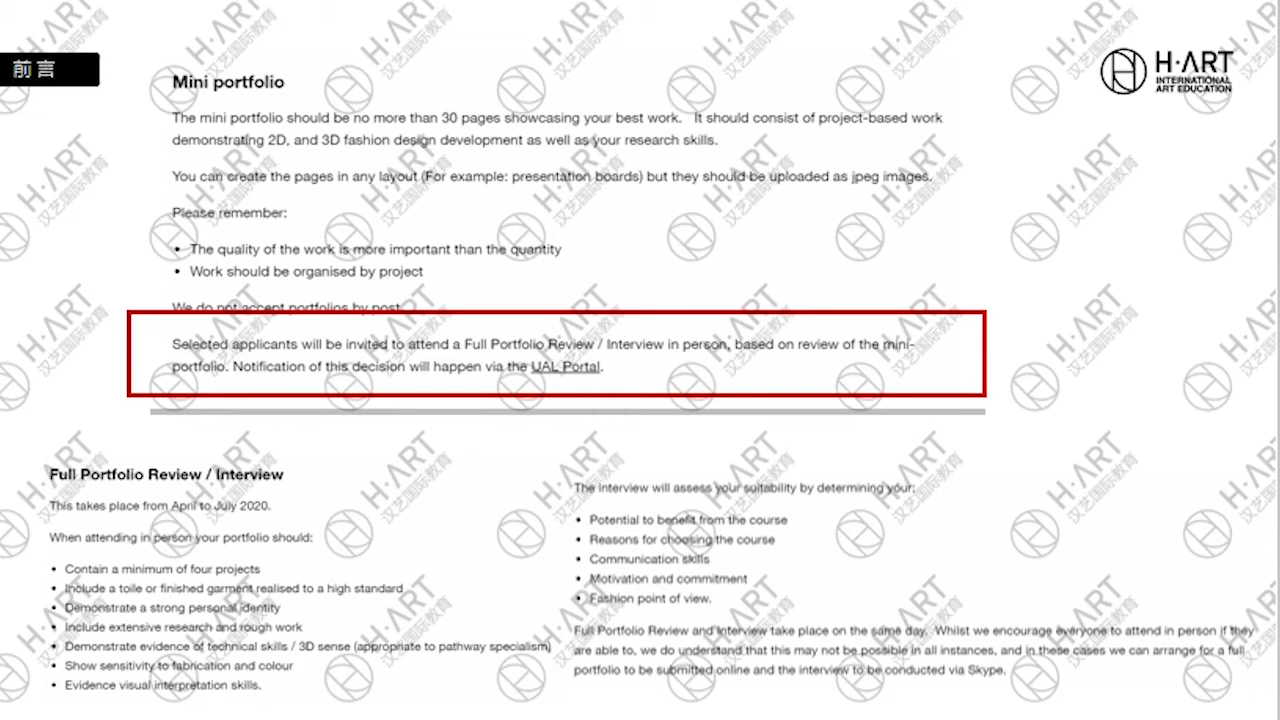 前言
H·ART
INTERNATIONAL
ART EDUCATION
Mini portfolio
The mini portfolio should be no more than 30 pages showcasing your best work. It should consist of project-based work
demonstrating 2D, and 3D fashion design development as well as your research skills.
You can create the pages in any layout (For example: presentation boards) but they should be uploaded as jpeg images.
Please remember:
• The quality of the work is more important than the quantity
• Work should be organised by project
We do not accept portfolios by post.
Selected applicants will be invited to attend a Full Portfolio Review / Interview in person, based on review of the mini-
portfolio. Notification of this decision will happen via the UAL Portal.
Full Portfolio Review / Interview
This takes place from April to July 2020.
When attending in person your portfolio should:
• Contain a minimum of four projects
• Include a toile or finished garment realised to a high standard
• Demonstrate a strong personal identity
• Include extensive research and rough work
• Demonstrate evidence of technical skills / 3D sense (appropriate to pathway specialism)
• Show sensitivity to fabrication and colour
• Evidence visual interpretation skills.
The interview will assess your suitability by determining your:
• Potential to benefit from the course
• Reasons for choosing the course
• Communication skills
• Motivation and commitment
• Fashion point of view.
Full Portfolio Review and Interview take place on the same day. Whilst we encourage everyone to attend in person if they
are able to, we do understand that this may not be possible in all instances, and in these cases we can arrange for a full
portfolio to be submitted online and the interview to be conducted via Skype.
H·ART
汉艺国际教育